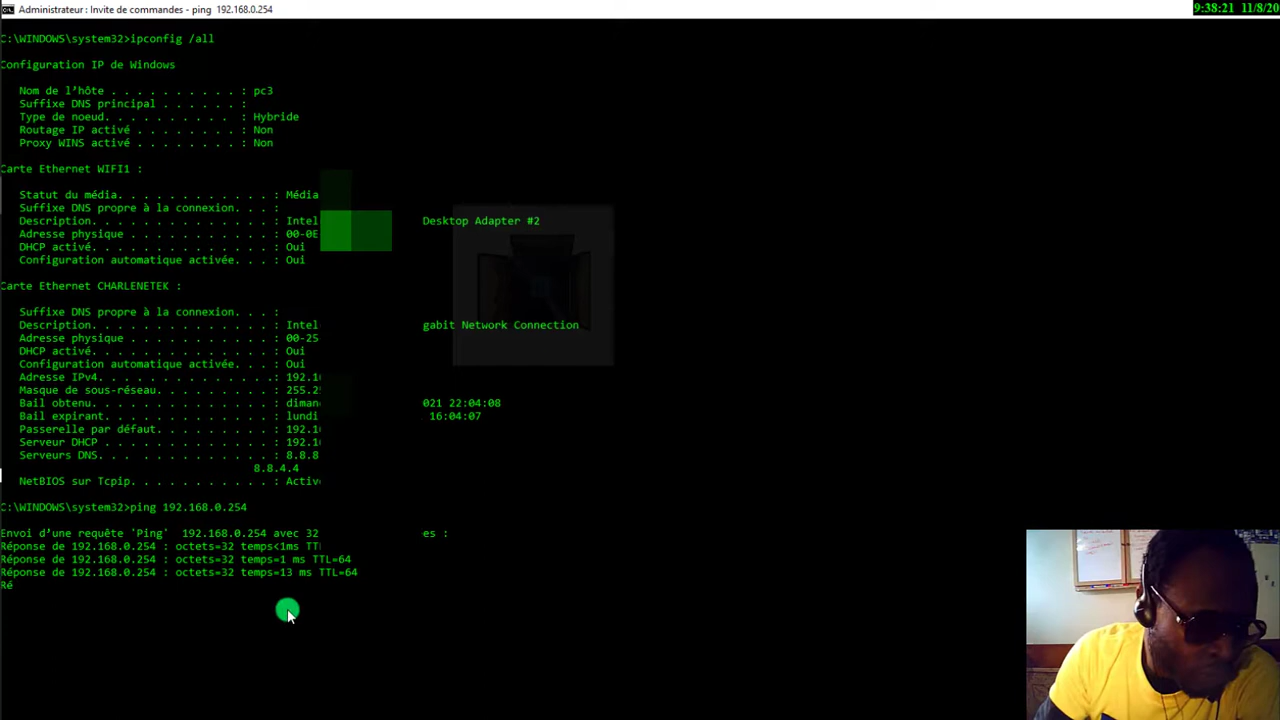 Administrateur : Invite de commandes - ping 192.168.0.254
9:38:21 11/8/20
C:\WINDOWS\system32>ipconfig /all
Configuration IP de Windows
Nom de l’hôte . . . . . . . . . . : pc3
Suffixe DNS principal . . . . . . :
Type de noeud. . . . . . . . . . : Hybride
Routage IP activé . . . . . . . . : Non
Proxy WINS activé . . . . . . . . : Non
Carte Ethernet WIFI1 :
Statut du média. . . . . . . . . . . . : Média
Suffixe DNS propre à la connexion. . . :
Description. . . . . . . . . . . . . . : Intel Desktop Adapter #2
Adresse physique . . . . . . . . . . . : 00-0E
DHCP activé. . . . . . . . . . . . . . : Oui
Configuration automatique activée. . . : Oui
Carte Ethernet CHARLENETEK :
Suffixe DNS propre à la connexion. . . :
Description. . . . . . . . . . . . . . : Intel gabit Network Connection
Adresse physique . . . . . . . . . . . : 00-25
DHCP activé. . . . . . . . . . . . . . : Oui
Configuration automatique activée. . . : Oui
Adresse IPv4. . . . . . . . . . . . . .: 192.1
Masque de sous-réseau. . . . . . . . . : 255.2
Bail obtenu. . . . . . . . . . . . . . : diman 021 22:04:08
Bail expirant. . . . . . . . . . . . . : lundi 16:04:07
Passerelle par défaut. . . . . . . . . : 192.1
Serveur DHCP . . . . . . . . . . . . . : 192.1
Serveurs DNS. . . . . . . . . . . . . : 8.8.8
8.8.4.4
NetBIOS sur Tcpip. . . . . . . . . . . : Activ
C:\WINDOWS\system32>ping 192.168.0.254
Envoi d’une requête 'Ping' 192.168.0.254 avec 32 es :
Réponse de 192.168.0.254 : octets=32 temps<1ms TT
Réponse de 192.168.0.254 : octets=32 temps=1 ms TTL=64
Réponse de 192.168.0.254 : octets=32 temps=13 ms TTL=64
Ré